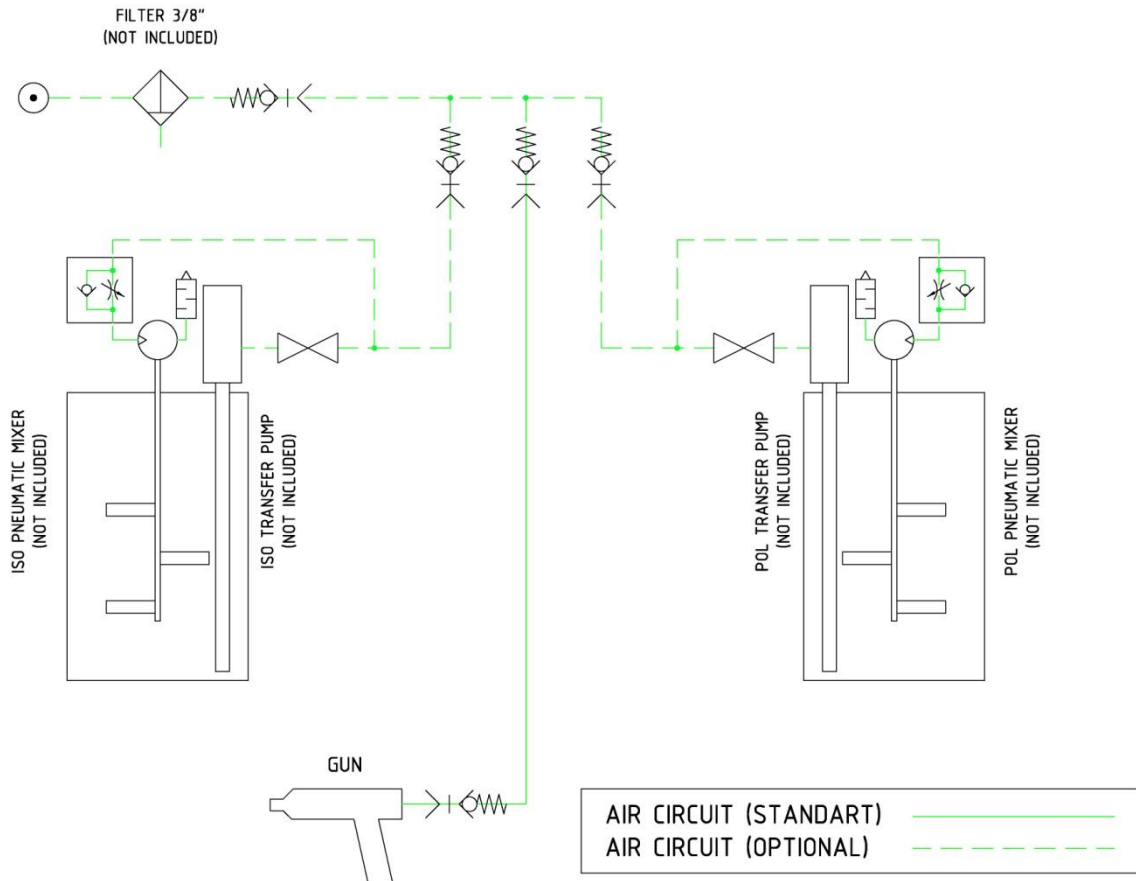 FILTER 3/8"
(NOT INCLUDED)
ISO PNEUMATIC MIXER
(NOT INCLUDED)
ISO TRANSFER PUMP
(NOT INCLUDED)
POL TRANSFER PUMP
(NOT INCLUDED)
POL PNEUMATIC MIXER
(NOT INCLUDED)
GUN
AIR CIRCUIT (STANDART)
AIR CIRCUIT (OPTIONAL)